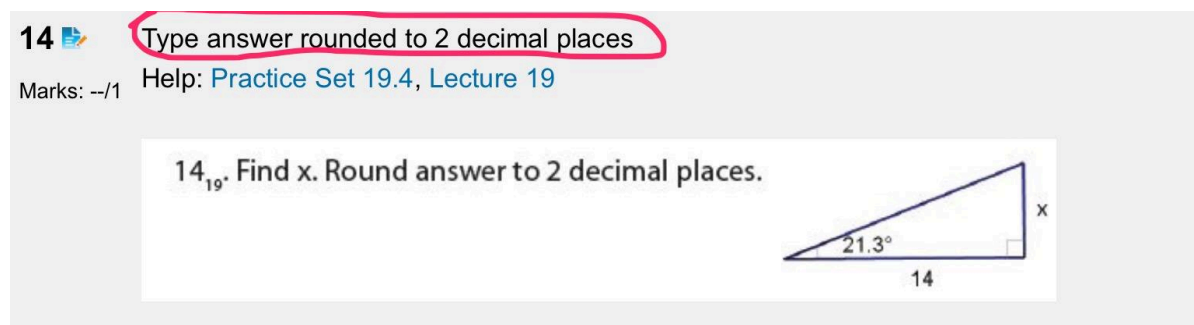 14 Type answer rounded to 2 decimal places
Marks: --/1 Help: Practice Set 19.4, Lecture 19
14₁₉. Find x. Round answer to 2 decimal places.
x
21.3°
14